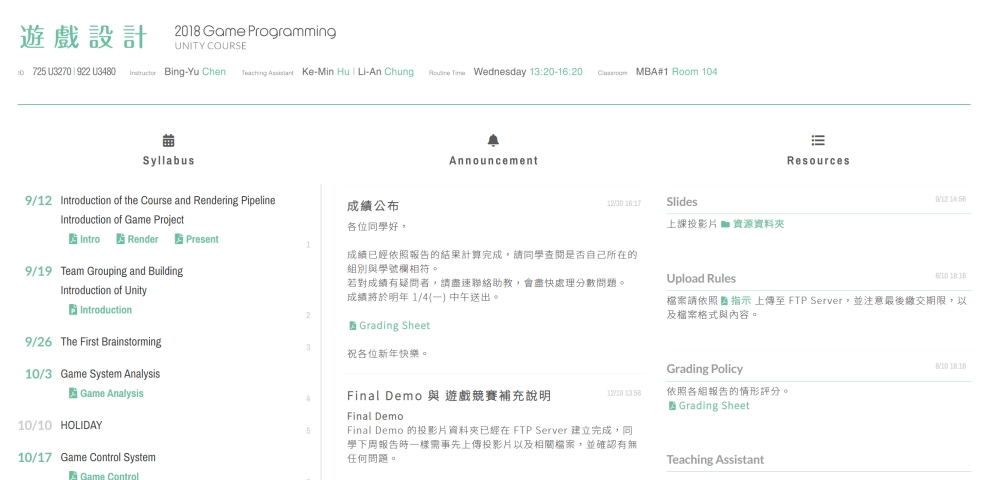 遊戲設計
2018 Game Programming
UNITY COURSE
ID 725 U3270 | 922 U3480 Instructor Bing-Yu Chen Teaching Assistant Ke-Min Hu | Li-An Chung Routine Time Wednesday 13:20-16:20 Classroom MBA#1 Room 104
Syllabus
9/12 Introduction of the Course and Rendering Pipeline
Introduction of Game Project
Intro Render Present
1
9/19 Team Grouping and Building
Introduction of Unity
Introduction
2
9/26 The First Brainstorming
3
10/3 Game System Analysis
Game Analysis
4
10/10 HOLIDAY
5
10/17 Game Control System
Game Control
Announcement
成績公布 12/30 16:17
各位同學好，
成績已經依照報告的結果計算完成，請同學查閱是否自己所在的
組別與學號欄相符。
若對成績有疑問者，請盡速聯絡助教，會盡快處理分數問題。
成績將於明年 1/4(一) 中午送出。
Grading Sheet
祝各位新年快樂。
Final Demo 與 遊戲競賽補充說明 12/18 13:56
Final Demo
Final Demo 的投影片資料夾已經在 FTP Server 建立完成，同
學下周報告時一樣需事先上傳投影片以及相關檔案，並確認有無
任何問題。
Resources
Slides 9/12 14:56
上課投影片 資源資料夾
Upload Rules 8/10 18:16
檔案請依照 指示 上傳至 FTP Server，並注意最後繳交期限，以
及檔案格式與內容。
Grading Policy 8/10 18:16
依照各組報告的情形評分。
Grading Sheet
Teaching Assistant